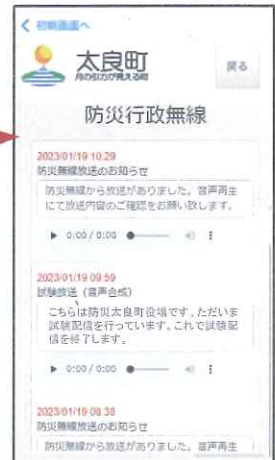 初期画面へ
太良町
月の引力が見える町
戻る
防災行政無線
2023/01/19 10:29
防災無線放送のお知らせ
防災無線から放送がありました。音声再生
にて放送内容のご確認をお願い致します。
0:00 / 0:00
2023/01/19 09:59
試験放送（音声合成）
こちらは防災太良町役場です。ただいま
試験配信を行っています。これで試験配
信を終了します。
0:00 / 0:00
2023/01/19 08:38
防災無線放送のお知らせ
防災無線から放送がありました。音声再生